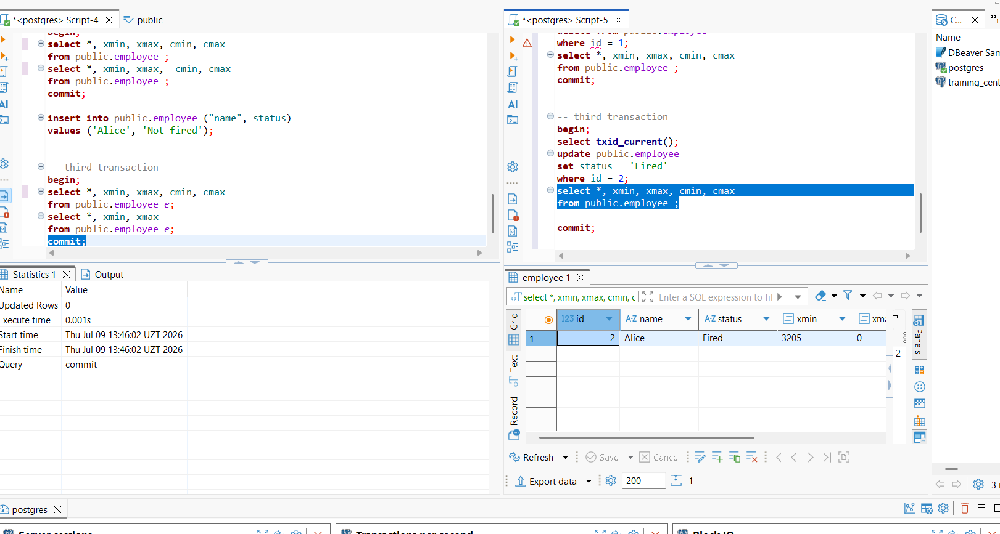 *<postgres> Script-4
public
begin;
select *, xmin, xmax, cmin, cmax
from public.employee ;
select *, xmin, xmax,  cmin, cmax
from public.employee ;
commit;
insert into public.employee ("name", status)
values ('Alice', 'Not fired');
-- third transaction
begin;
select *, xmin, xmax, cmin, cmax
from public.employee e;
select *, xmin, xmax
from public.employee e;
commit;
AI
Statistics 1
Output
Name Value
Updated Rows 0
Execute time 0.001s
Start time Thu Jul 09 13:46:02 UZT 2026
Finish time Thu Jul 09 13:46:02 UZT 2026
Query commit
*<postgres> Script-5
delete from public.employee
where id = 1;
select *, xmin, xmax, cmin, cmax
from public.employee ;
commit;
-- third transaction
begin;
select txid_current();
update public.employee
set status = 'Fired'
where id = 2;
select *, xmin, xmax, cmin, cmax
from public.employee ;
commit;
AI
employee 1
select *, xmin, xmax, cmin, c
Enter a SQL expression to fil
Grid
Text
Record
123 id
A-Z name
A-Z status
xmin
xma
1 2 Alice Fired 3205 0
2
Panels
Refresh
Save
Cancel
Export data
200
1
C...
Name
DBeaver Sam
postgres
training_cent
3 i
postgres
Server sessions
Transactions per second
Block IO